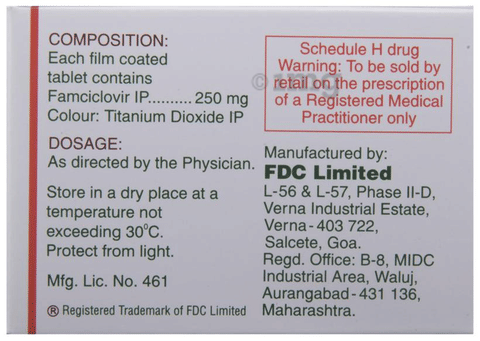 COMPOSITION:
Each film coated
tablet contains
Famciclovir IP.......... 250 mg
Colour: Titanium Dioxide IP
DOSAGE:
As directed by the Physician.
Store in a dry place at a
temperature not
exceeding 30°C.
Protect from light.
Mfg. Lic. No. 461
® Registered Trademark of FDC Limited
Schedule H drug
Warning: To be sold by
retail on the prescription
of a Registered Medical
Practitioner only
© 1mg
Manufactured by:
FDC Limited
L-56 & L-57, Phase II-D,
Verna Industrial Estate,
Verna - 403 722,
Salcete, Goa.
Regd. Office: B-8, MIDC
Industrial Area, Waluj,
Aurangabad - 431 136,
Maharashtra.